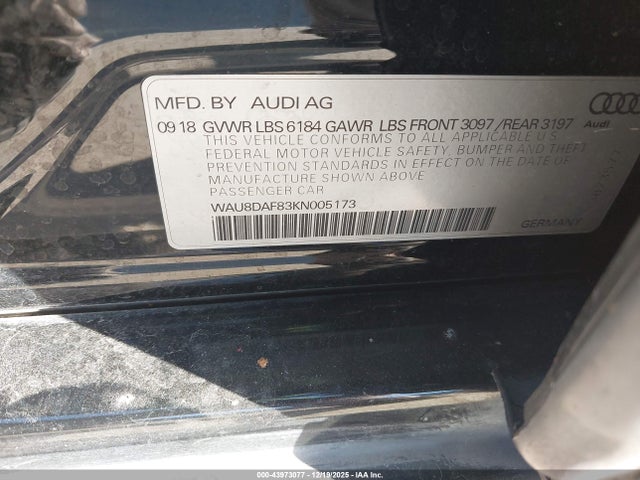 MFD. BY AUDI AG
09 18 GVWR LBS 6184 GAWR LBS FRONT 3097 /REAR 3197
Audi
THIS VEHICLE CONFORMS TO ALL APPLICABLE U S
FEDERAL MOTOR VEHICLE SAFETY, BUMPER AND THEFT
PREVENTION STANDARDS IN EFFECT ON THE DATE OF
MANUFACTURE SHOWN ABOVE
PASSENGER CAR
WAU8DAF83KN005173
GERMANY
00-43973077 - 12/19/2025 - IAA Inc.